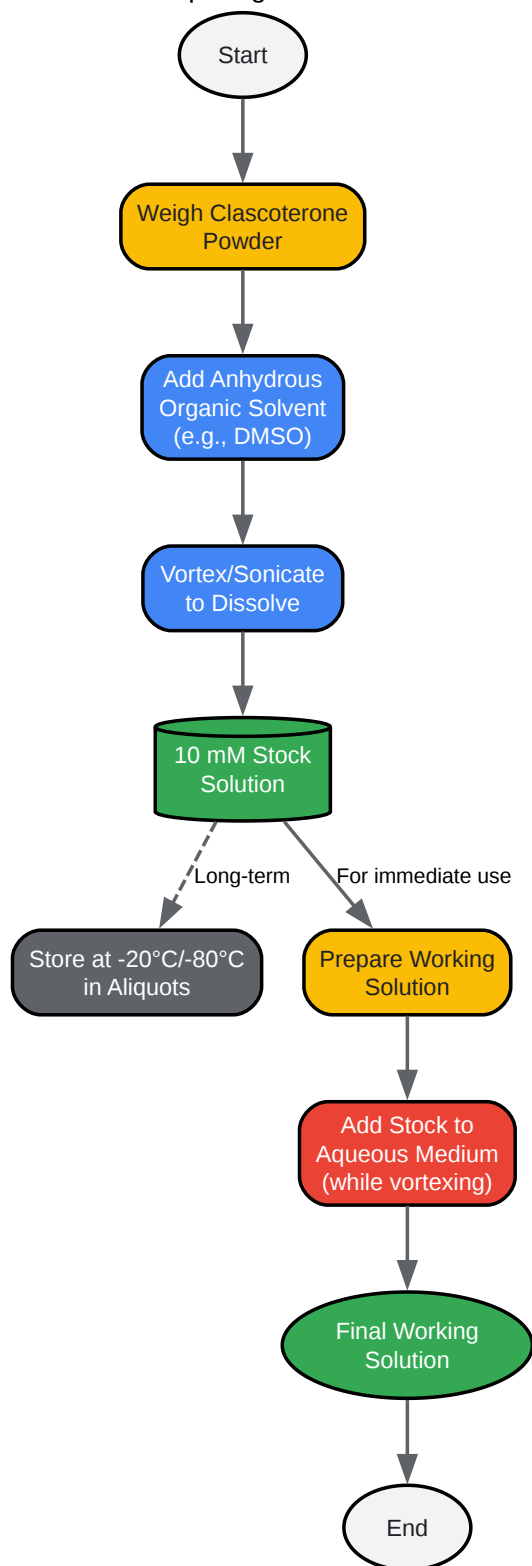 Start
Weigh Clascoterone
Powder
Add Anhydrous
Organic Solvent
(e.g., DMSO)
Vortex/Sonicate
to Dissolve
10 mM Stock
Solution
Long-term
For immediate use
Store at -20°C/-80°C
in Aliquots
Prepare Working
Solution
Add Stock to
Aqueous Medium
(while vortexing)
Final Working
Solution
End